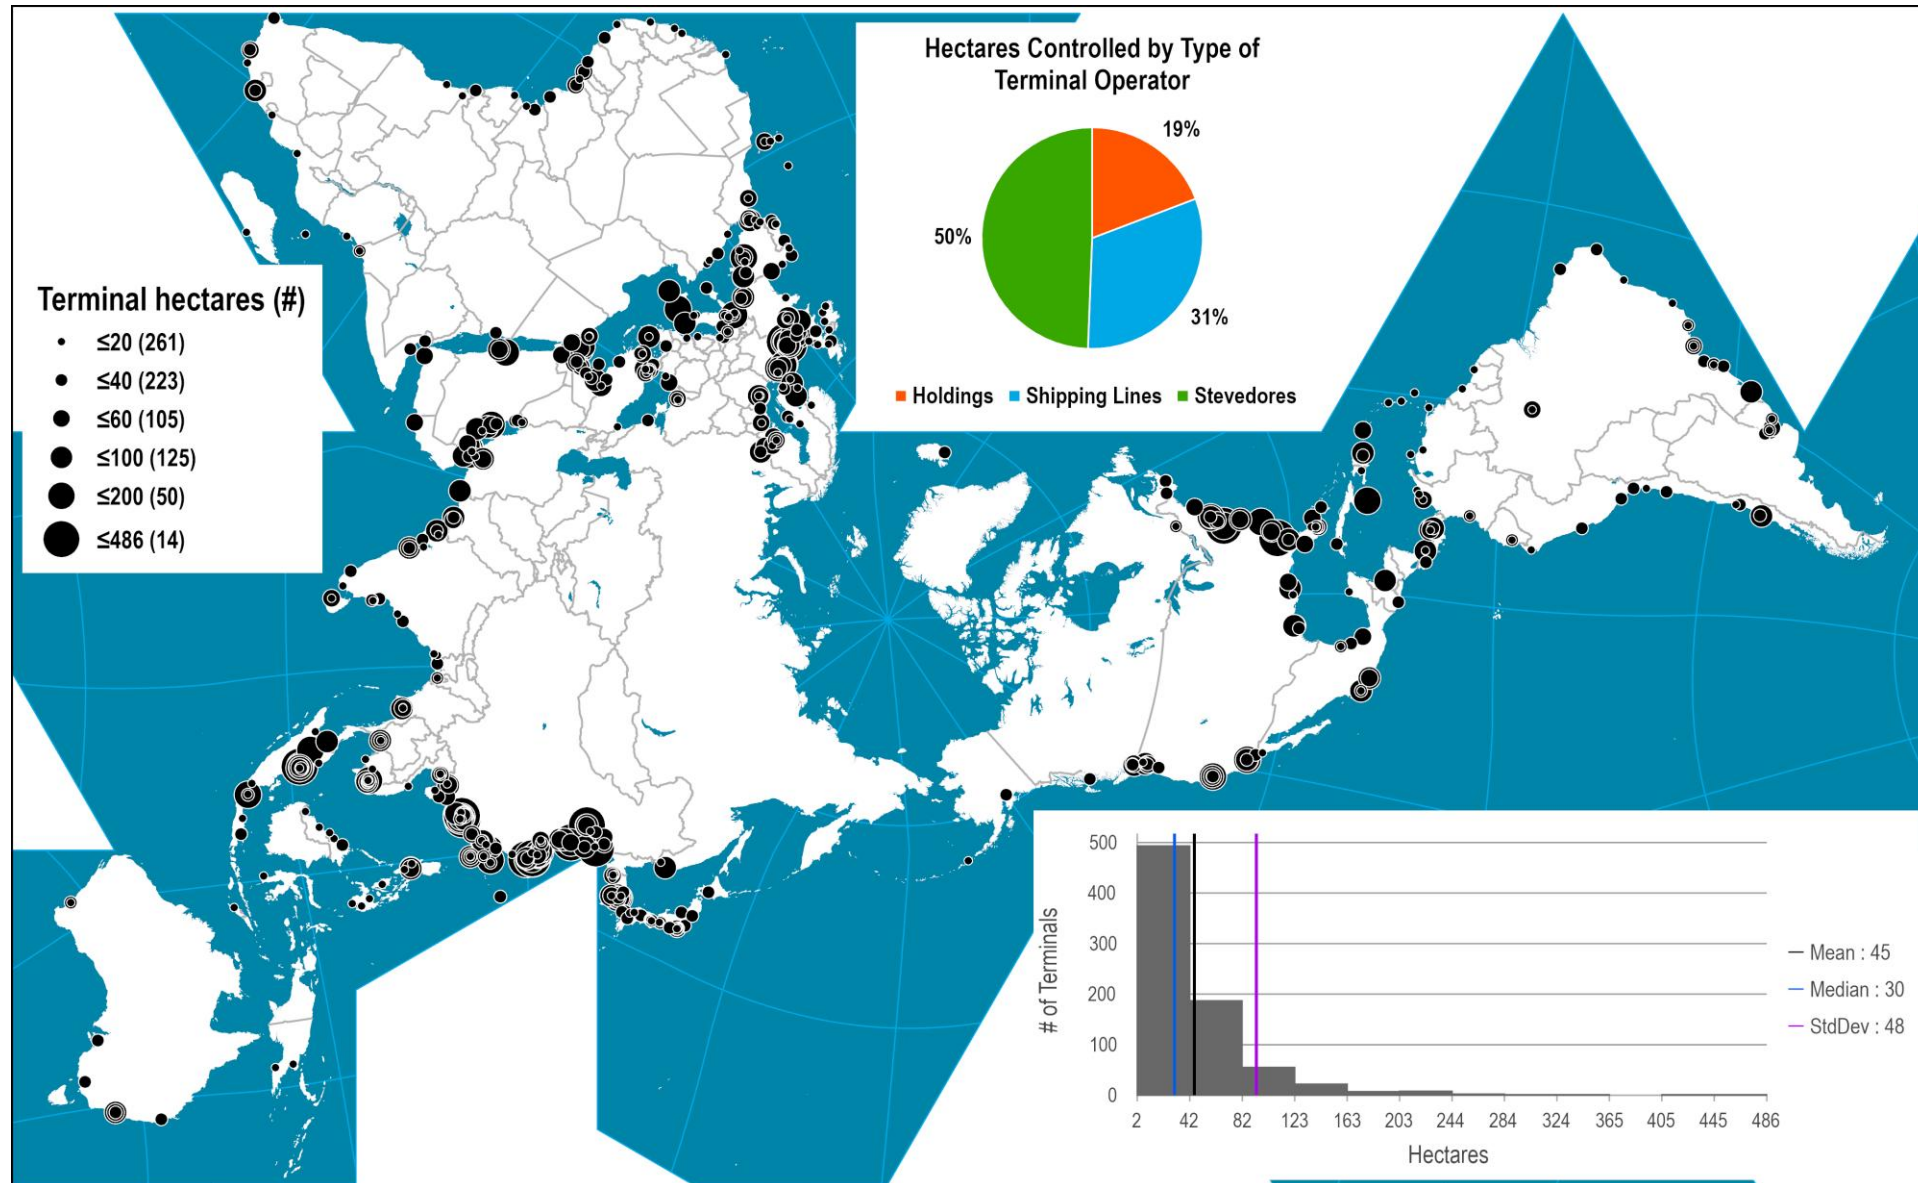 Hectares Controlled by Type of
Terminal Operator
19%
50%
31%
Holdings Shipping Lines Stevedores
Terminal hectares (#)
≤20 (261)
≤40 (223)
≤60 (105)
≤100 (125)
≤200 (50)
≤486 (14)
# of Terminals
500
400
300
200
100
0
2 42 82 123 163 203 244 284 324 365 405 445 486
Hectares
Mean : 45
Median : 30
StdDev : 48